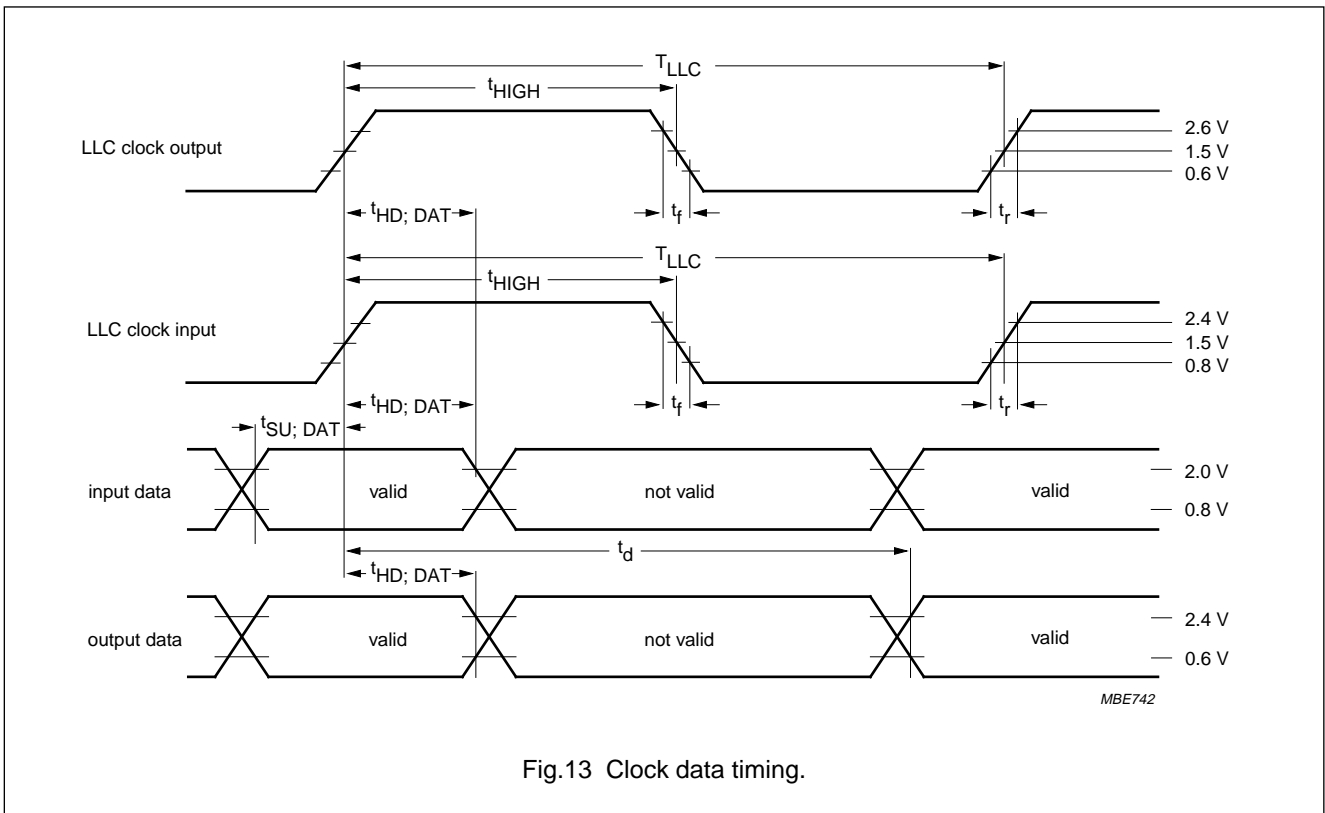 T_LLC
t_HIGH
LLC clock output
2.6 V
1.5 V
0.6 V
t_HD; DAT
t_f
t_r
T_LLC
t_HIGH
LLC clock input
2.4 V
1.5 V
0.8 V
t_HD; DAT
t_f
t_r
t_SU; DAT
input data
valid
not valid
valid
2.0 V
0.8 V
t_d
t_HD; DAT
output data
valid
not valid
valid
2.4 V
0.6 V
MBE742
Fig.13 Clock data timing.